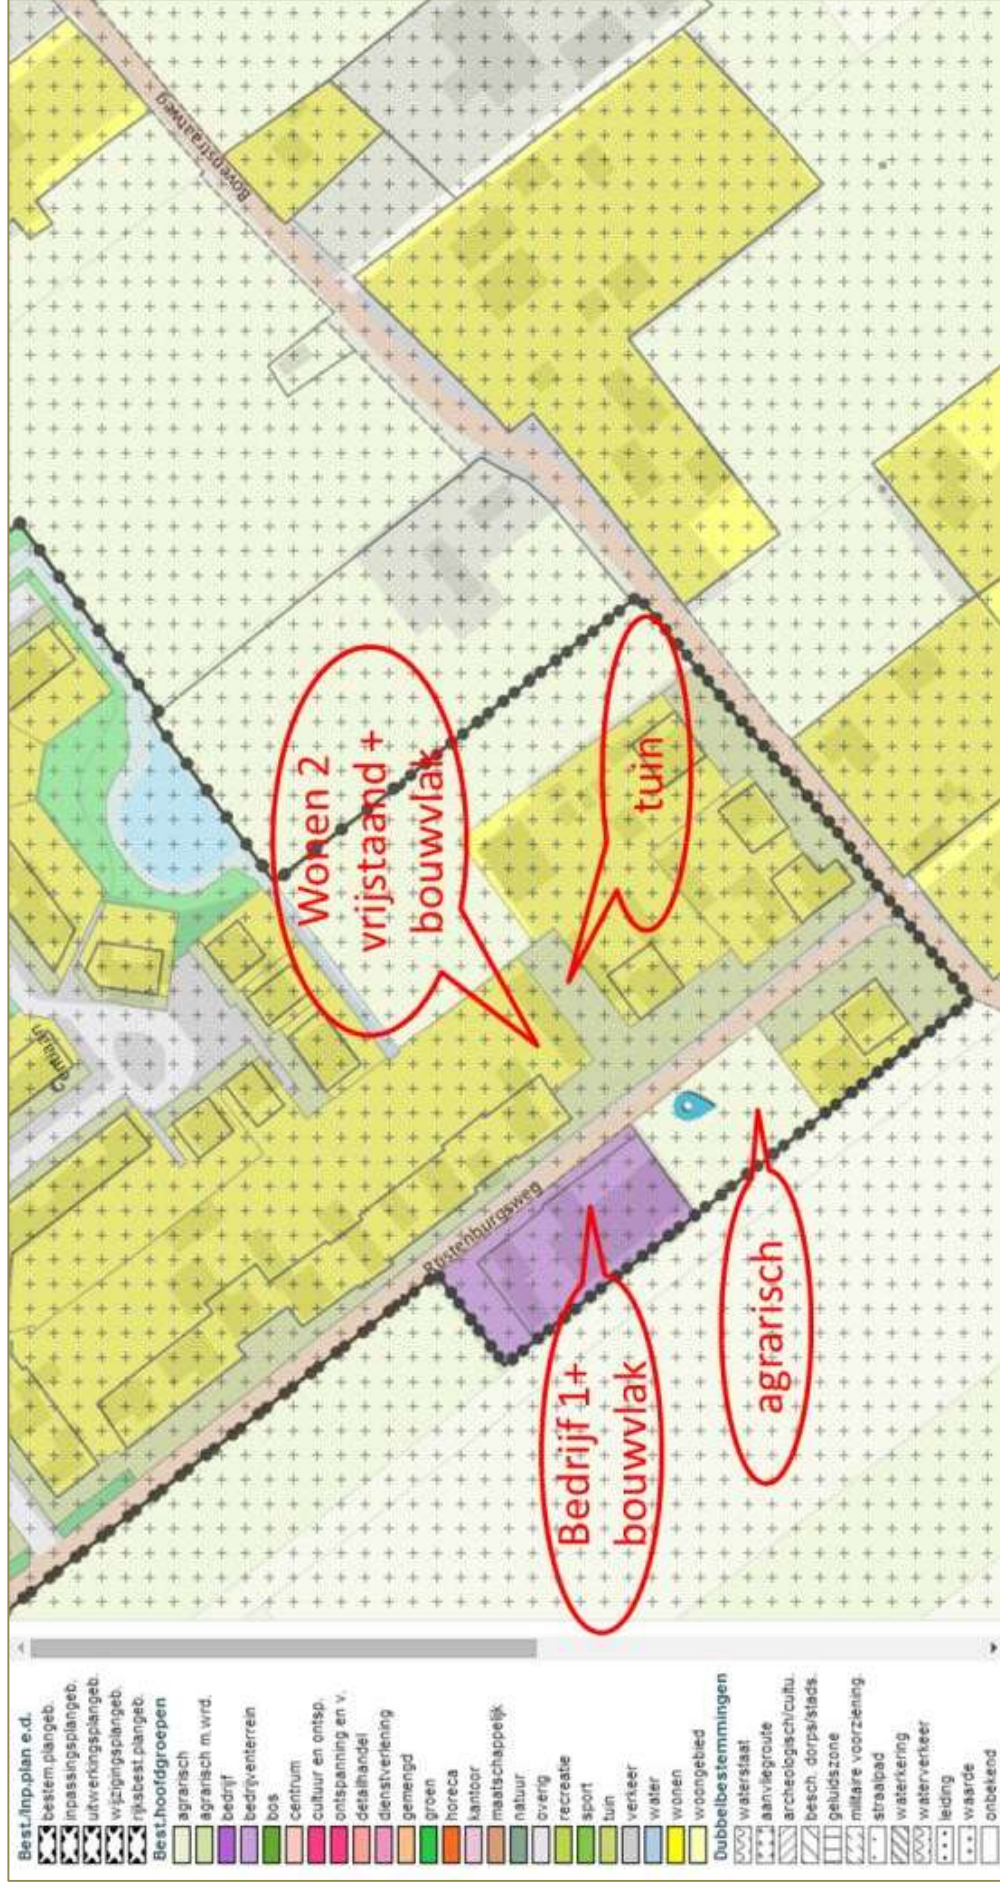 Best./Inp.plan e.d.
bestem.plangeb.
inpassingsplangeb.
uitwerkingsplangeb.
wijzigingsplangeb.
rijksbest.plangeb.
Best.hoofdgroepen
agrarisch
agrarisch m.wrd.
bedrijf
bedrijventerrein
bos
centrum
cultuur en ontsp.
ontspanning en v.
detailhandel
dienstverlening
gemengd
groen
horeca
kantoor
maatschappelijk
natuur
overig
recreatie
sport
tuin
verkeer
water
wonen
woongebied
Dubbelbestemmingen
waterstaat
aanvliegroute
archeologisch/cultu.
besch. dorps/stads.
geluidszone
militaire voorziening.
straalpad
waterkering
waterverkeer
leiding
waarde
onbekend
Wonen 2
vrijstaand +
bouwvlak
tuin
Bedrijf 1+
bouwvlak
agrarisch
Rustenburgsweg
Bovenstraatweg